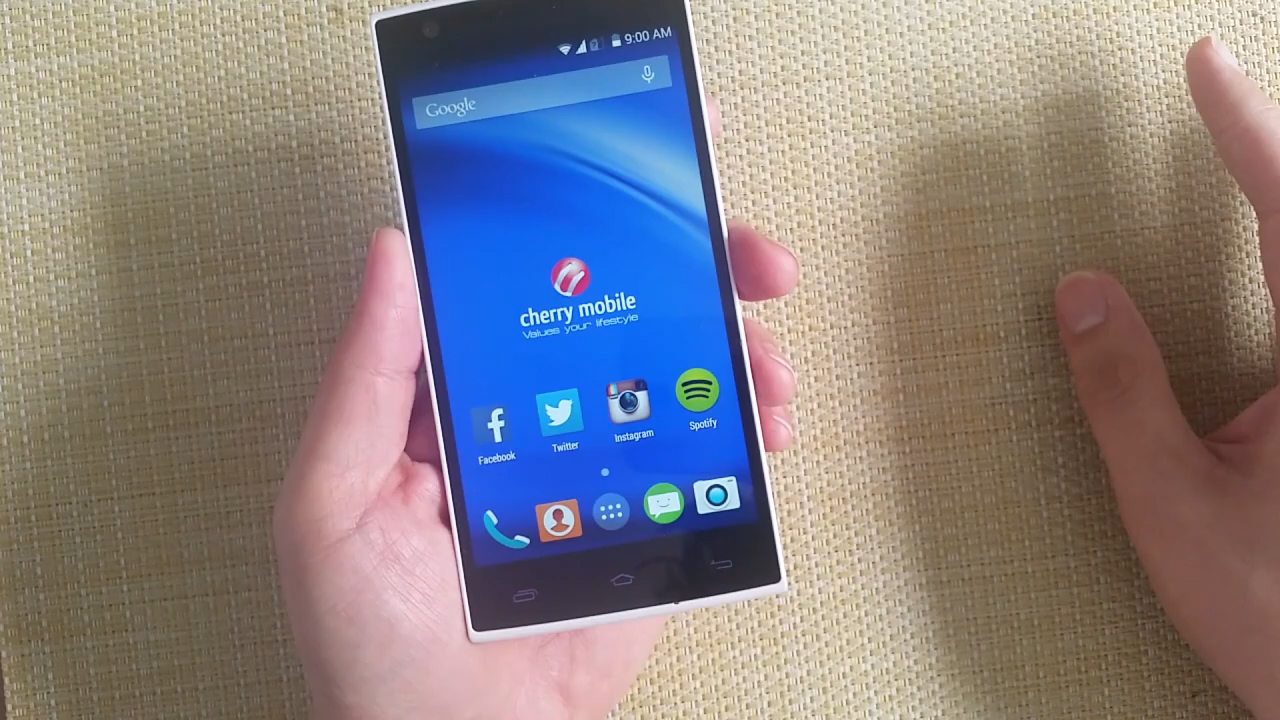 9:00 AM
Google
cherry mobile
Values your lifestyle
Facebook
Twitter
Instagram
Spotify